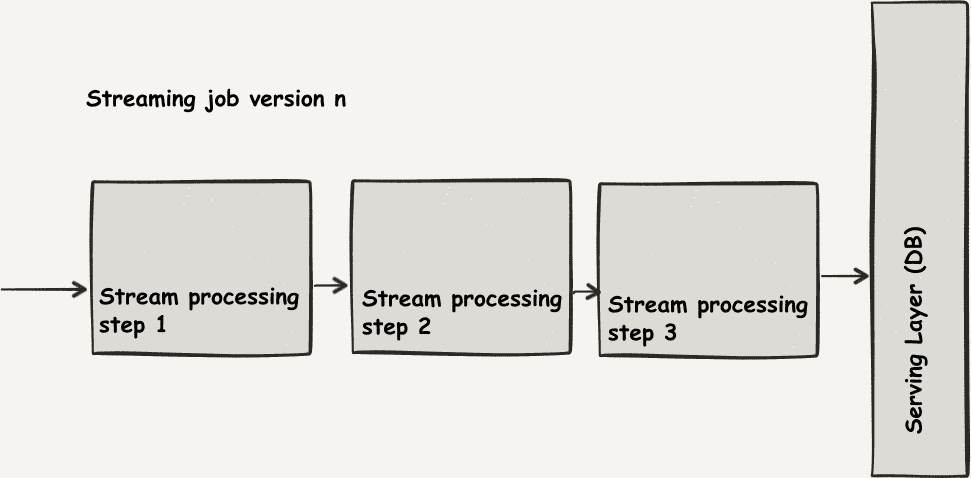 Streaming job version n
Stream processing
step 1
Stream processing
step 2
Stream processing
step 3
Serving Layer (DB)